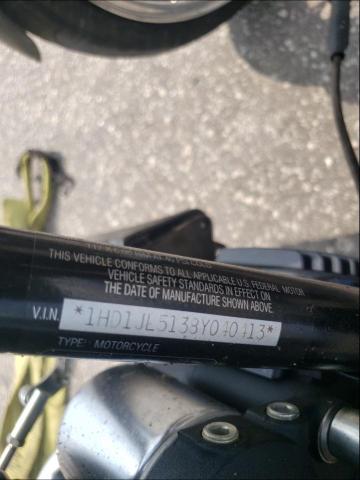 THIS VEHICLE CONFORMS TO ALL APPLICABLE U.S. FEDERAL MOTOR
VEHICLE SAFETY STANDARDS IN EFFECT ON
THE DATE OF MANUFACTURE SHOWN ABOVE
V.I.N. *1HD1JL5138Y040413*
TYPE: MOTORCYCLE